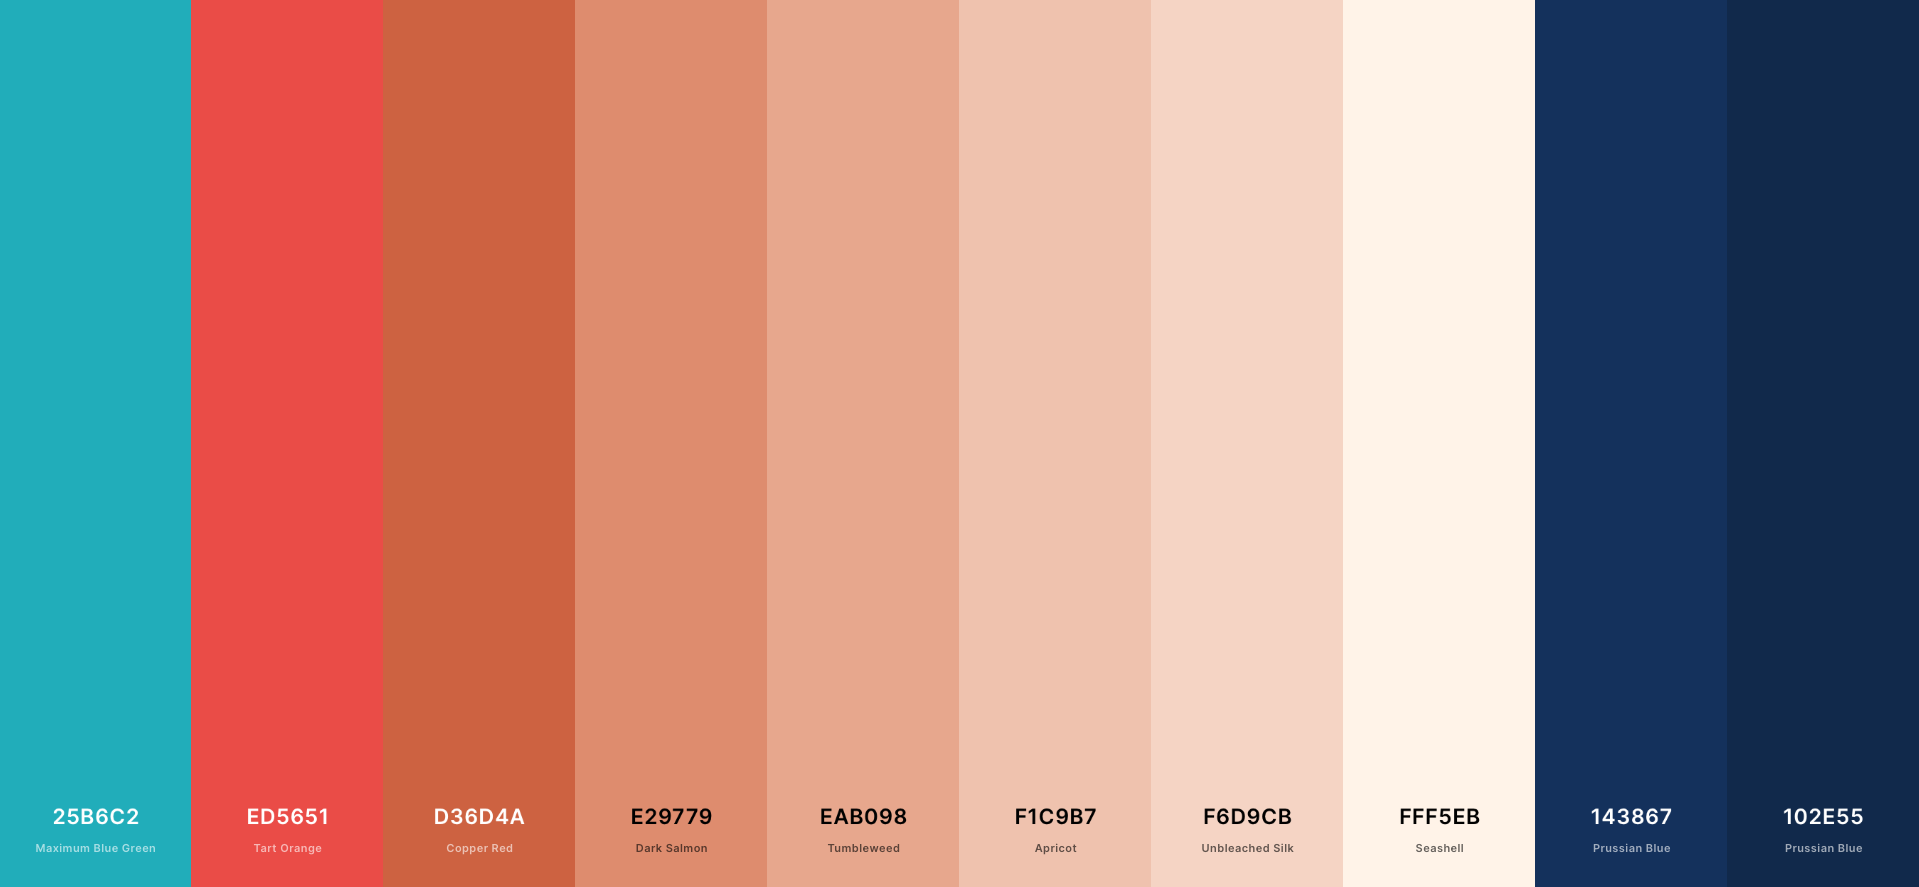 25B6C2
Maximum Blue Green
ED5651
Tart Orange
D36D4A
Copper Red
E29779
Dark Salmon
EAB098
Tumbleweed
F1C9B7
Apricot
F6D9CB
Unbleached Silk
FFF5EB
Seashell
143867
Prussian Blue
102E55
Prussian Blue